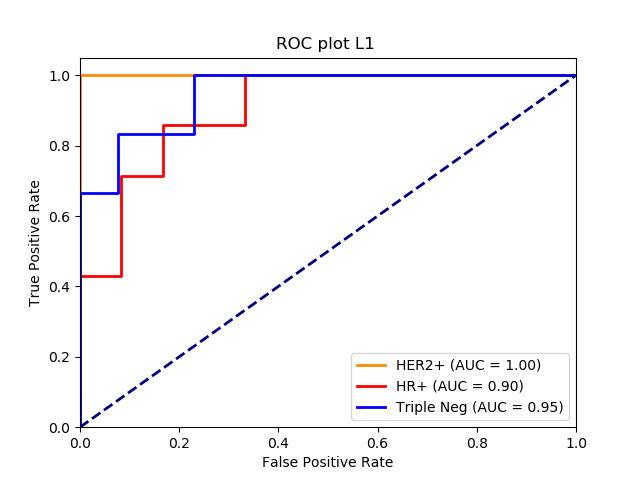 ROC plot L1
True Positive Rate
1.0
0.8
0.6
0.4
0.2
0.0
0.0 0.2 0.4 0.6 0.8 1.0
False Positive Rate
HER2+ (AUC = 1.00)
HR+ (AUC = 0.90)
Triple Neg (AUC = 0.95)